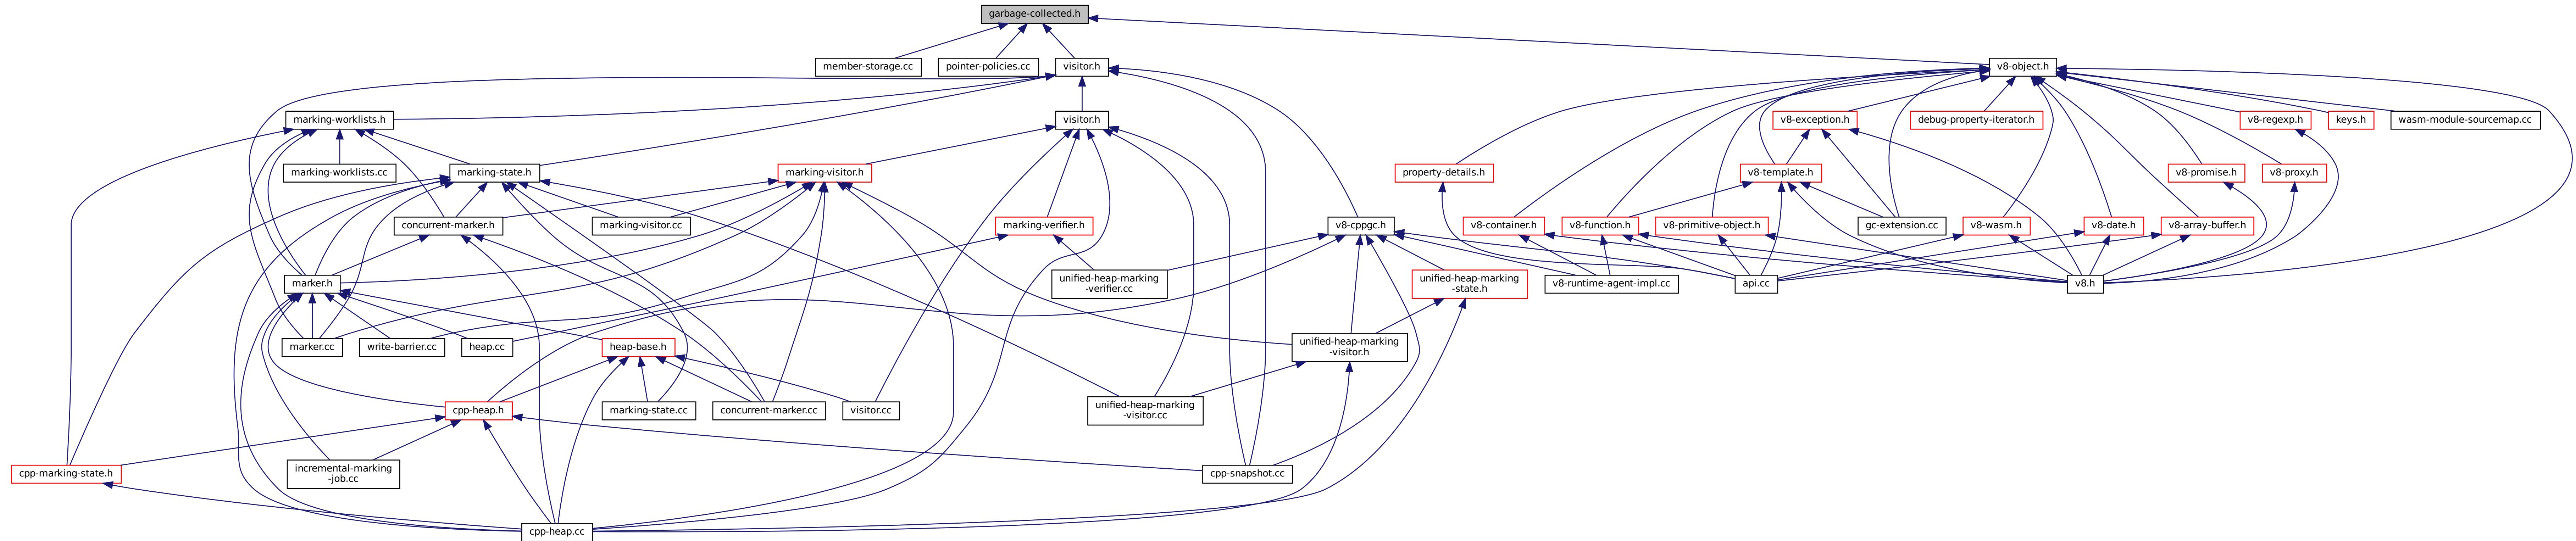 garbage-collected.h
member-storage.cc
pointer-policies.cc
visitor.h
v8-object.h
marking-worklists.h
visitor.h
v8-exception.h
debug-property-iterator.h
v8-regexp.h
keys.h
wasm-module-sourcemap.cc
marking-worklists.cc
marking-state.h
marking-visitor.h
property-details.h
v8-template.h
v8-promise.h
v8-proxy.h
concurrent-marker.h
marking-visitor.cc
marking-verifier.h
v8-cppgc.h
v8-container.h
v8-function.h
v8-primitive-object.h
gc-extension.cc
v8-wasm.h
v8-date.h
v8-array-buffer.h
marker.h
unified-heap-marking
-verifier.cc
unified-heap-marking
-state.h
v8-runtime-agent-impl.cc
api.cc
v8.h
marker.cc
write-barrier.cc
heap.cc
heap-base.h
unified-heap-marking
-visitor.h
cpp-heap.h
marking-state.cc
concurrent-marker.cc
visitor.cc
unified-heap-marking
-visitor.cc
cpp-marking-state.h
incremental-marking
-job.cc
cpp-snapshot.cc
cpp-heap.cc